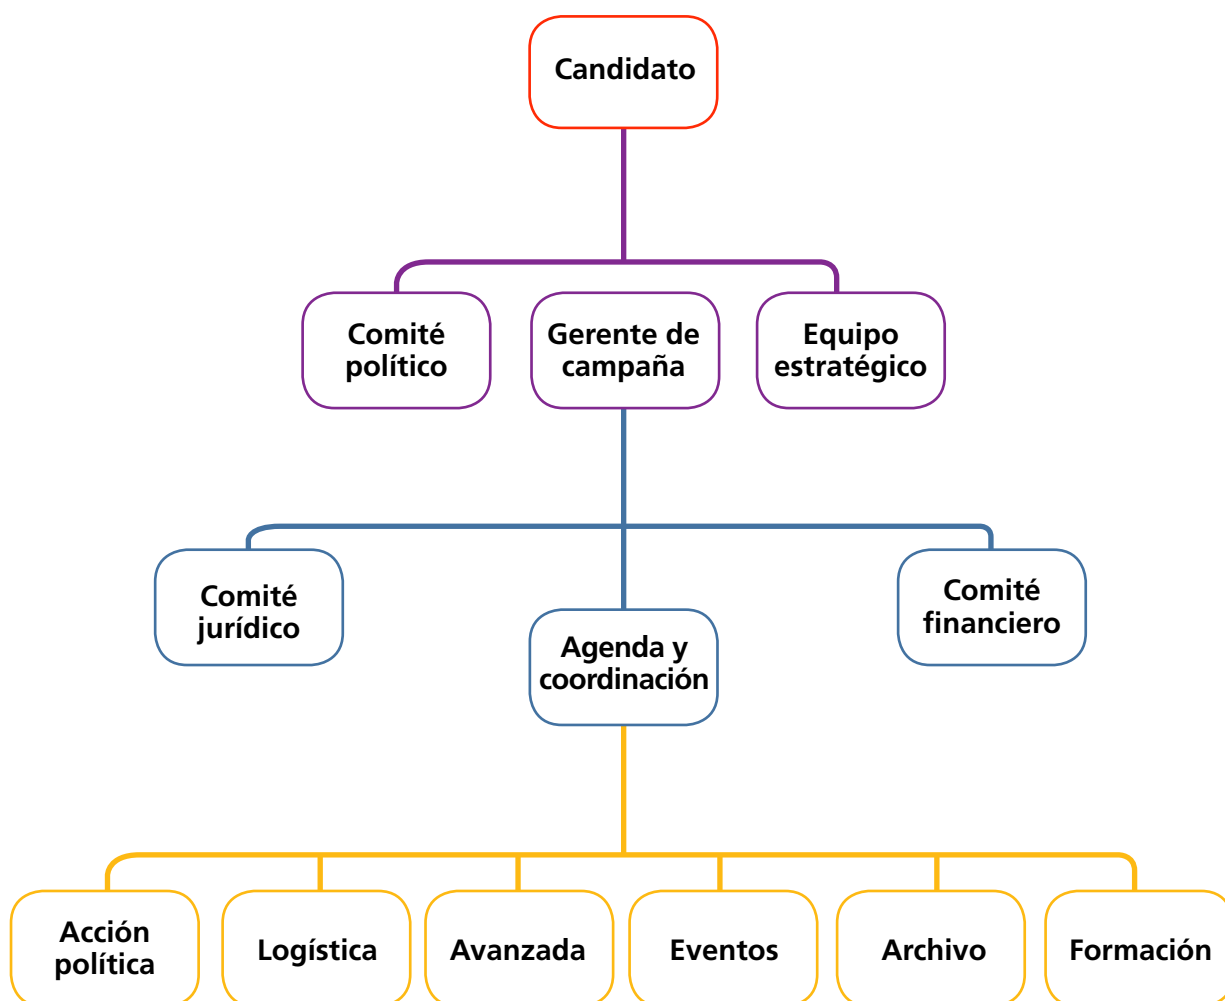 Candidato
Comité
político
Gerente de
campaña
Equipo
estratégico
Comité
jurídico
Agenda y
coordinación
Comité
financiero
Acción
política
Logística
Avanzada
Eventos
Archivo
Formación